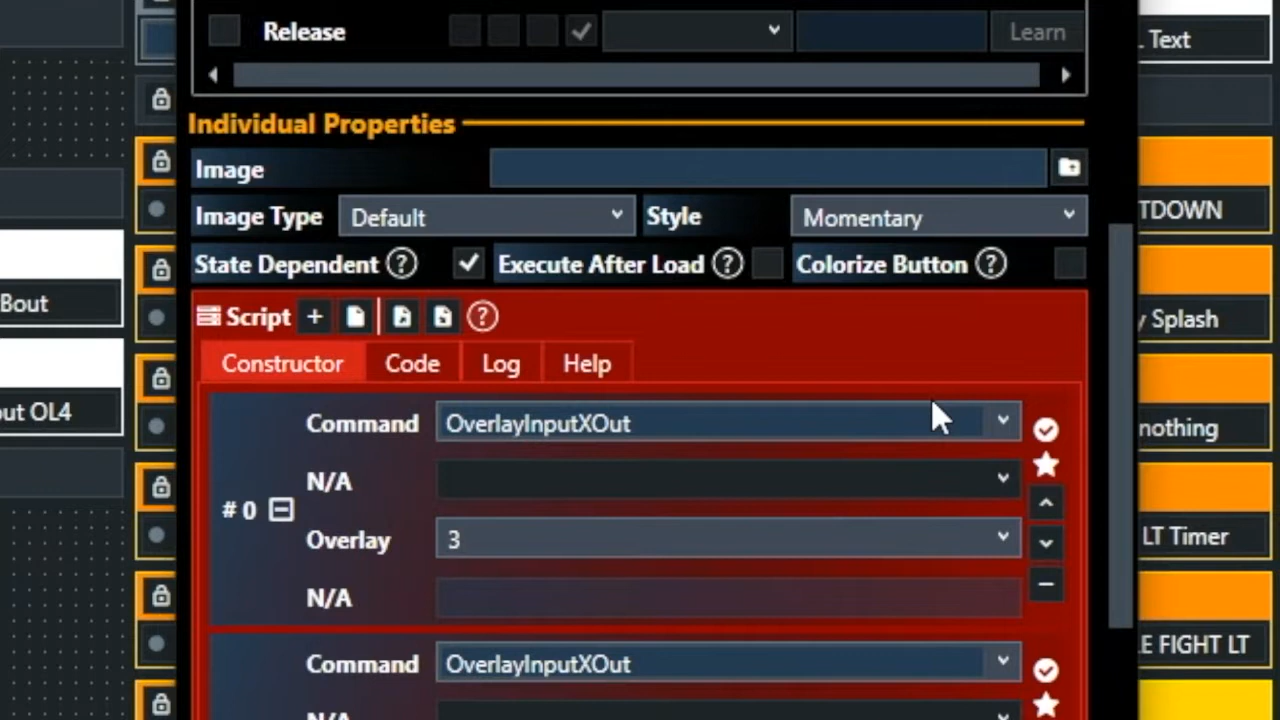 Release
Learn
Text
Individual Properties
Image
Image Type Default Style Momentary
TDOWN
State Dependent ? Execute After Load ? Colorize Button ?
Bout
Script + ?
Splash
Constructor Code Log Help
out OL4
Command OverlayInputXOut
nothing
N/A
# 0
Overlay 3
LT Timer
N/A
E FIGHT LT
Command OverlayInputXOut
N/A